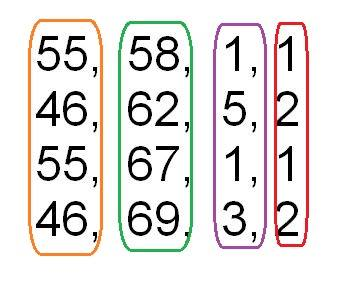 55, 58, 1, 1
46, 62, 5, 2
55, 67, 1, 1
46, 69, 3, 2